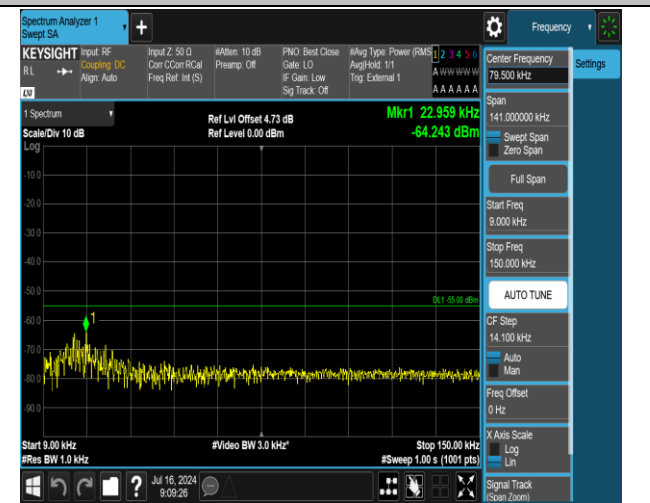 Spectrum Analyzer 1
Swept SA
+
Frequency
KEYSIGHT Input: RF Input Z: 50 Ω #Atten: 10 dB PNO: Best Close #Avg Type: Power (RMS 1 2 3 4 5 6
RL Coupling: DC Corr CCorr RCal Preamp: Off Gate: LO Avg|Hold: 1/1 A W W W W W
Align: Auto Freq Ref: Int (S) IF Gain: Low Trig: External 1
Sig Track: Off A A A A A A
LXI
1 Spectrum
Scale/Div 10 dB
Log
Ref Lvl Offset 4.73 dB
Ref Level 0.00 dBm
Mkr1 22.959 kHz
-64.243 dBm
-10.0
-20.0
-30.0
-40.0
-50.0
DL1 -55.00 dBm
-60.0
1
-70.0
-80.0
-90.0
Start 9.00 kHz #Video BW 3.0 kHz* Stop 150.00 kHz
#Res BW 1.0 kHz #Sweep 1.00 s (1001 pts)
Center Frequency
79.500 kHz
Settings
Span
141.000000 kHz
Swept Span
Zero Span
Full Span
Start Freq
9.000 kHz
Stop Freq
150.000 kHz
AUTO TUNE
CF Step
14.100 kHz
Auto
Man
Freq Offset
0 Hz
X Axis Scale
Log
Lin
Signal Track
(Span Zoom)
? Jul 16, 2024
9:09:26